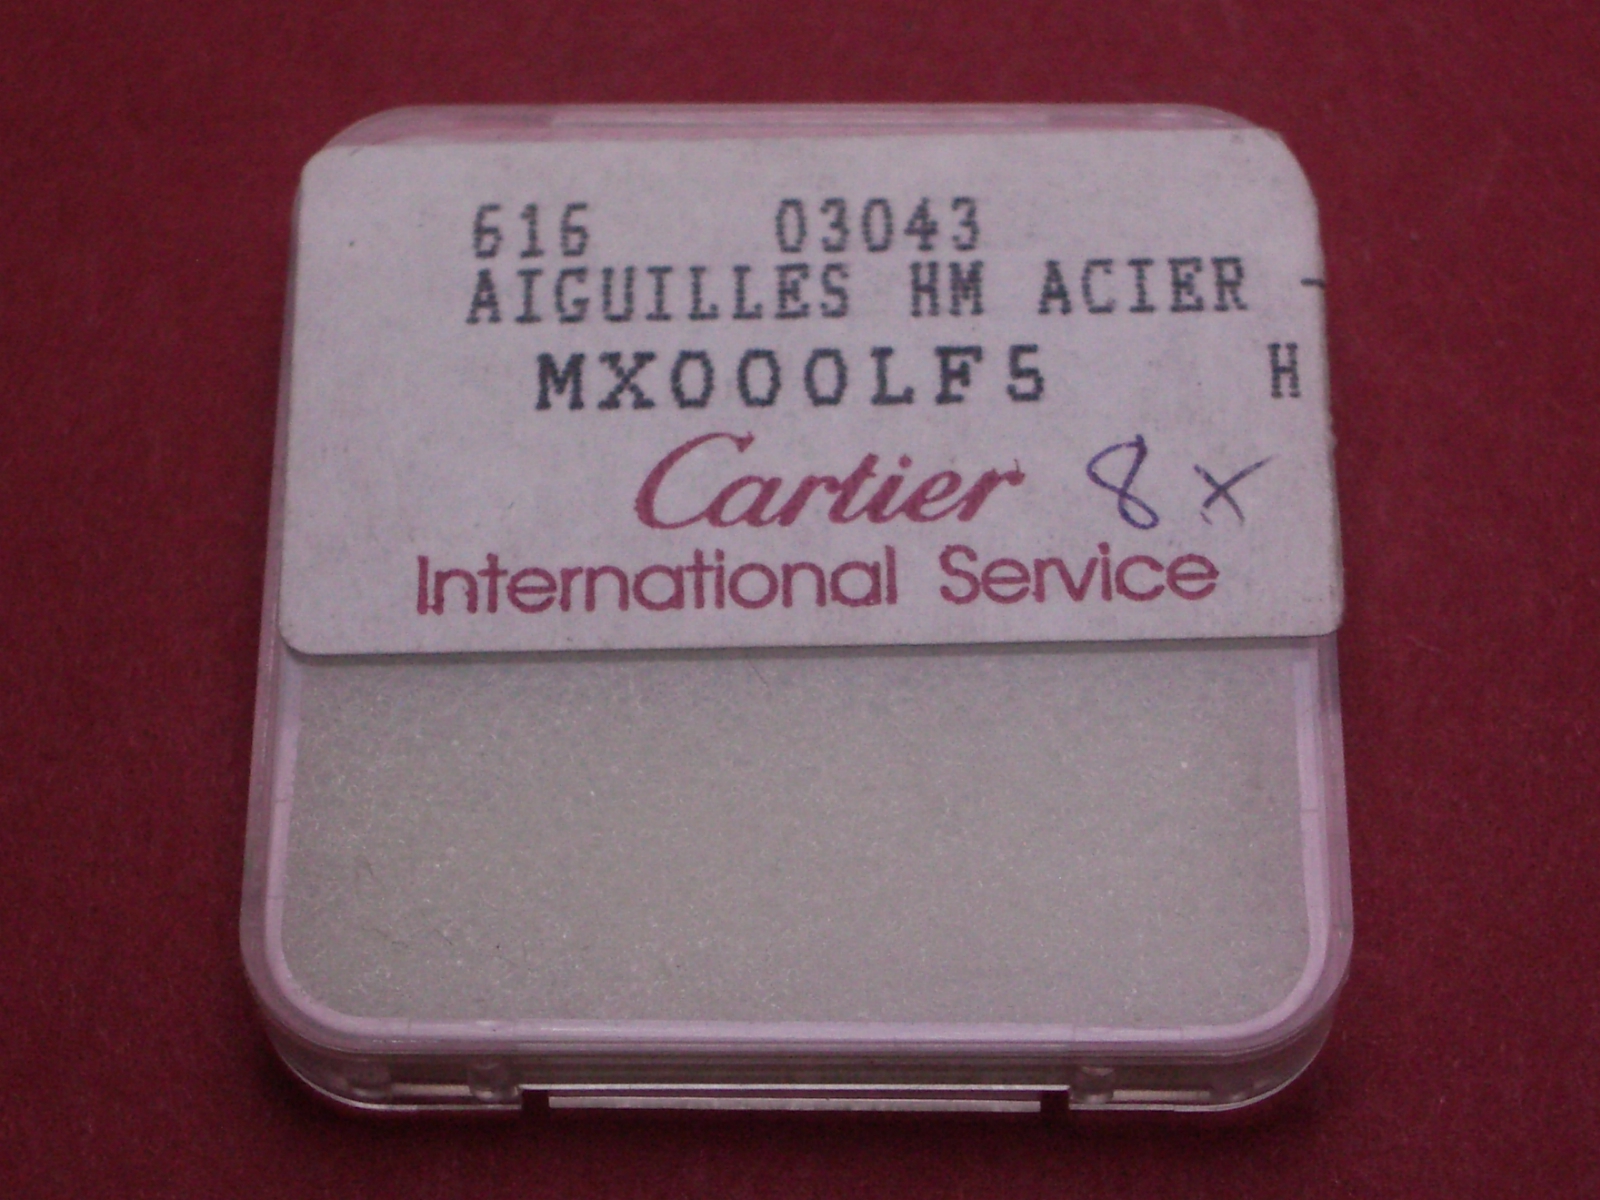 616 03043
AIGUILLES HM ACIER -
MX000LF5 H
Cartier 8x
International Service